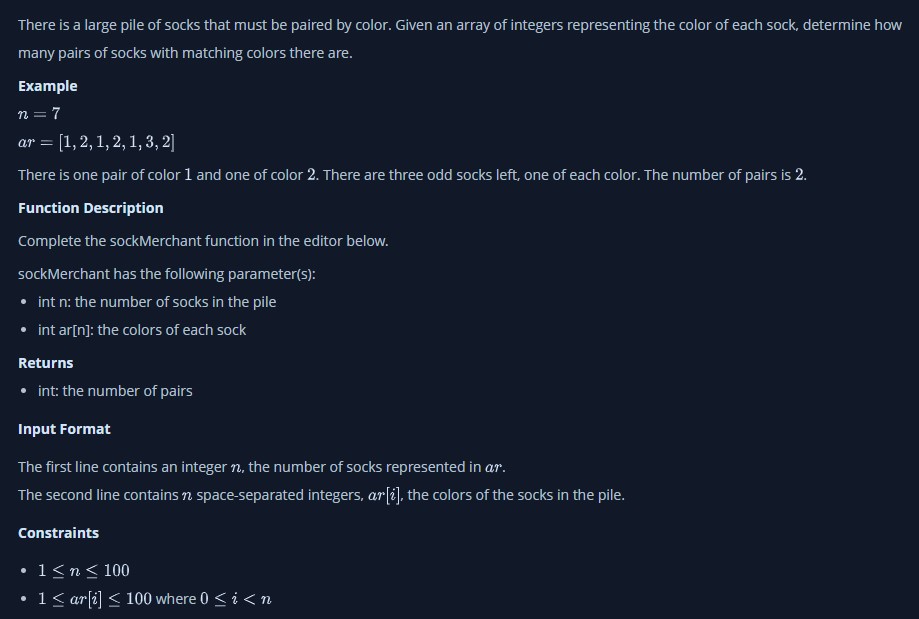 There is a large pile of socks that must be paired by color. Given an array of integers representing the color of each sock, determine how
many pairs of socks with matching colors there are.
Example
n = 7
ar = [1, 2, 1, 2, 1, 3, 2]
There is one pair of color 1 and one of color 2. There are three odd socks left, one of each color. The number of pairs is 2.
Function Description
Complete the sockMerchant function in the editor below.
sockMerchant has the following parameter(s):
• int n: the number of socks in the pile
• int ar[n]: the colors of each sock
Returns
• int: the number of pairs
Input Format
The first line contains an integer n, the number of socks represented in ar.
The second line contains n space-separated integers, ar[i], the colors of the socks in the pile.
Constraints
• 1 ≤ n ≤ 100
• 1 ≤ ar[i] ≤ 100 where 0 ≤ i < n